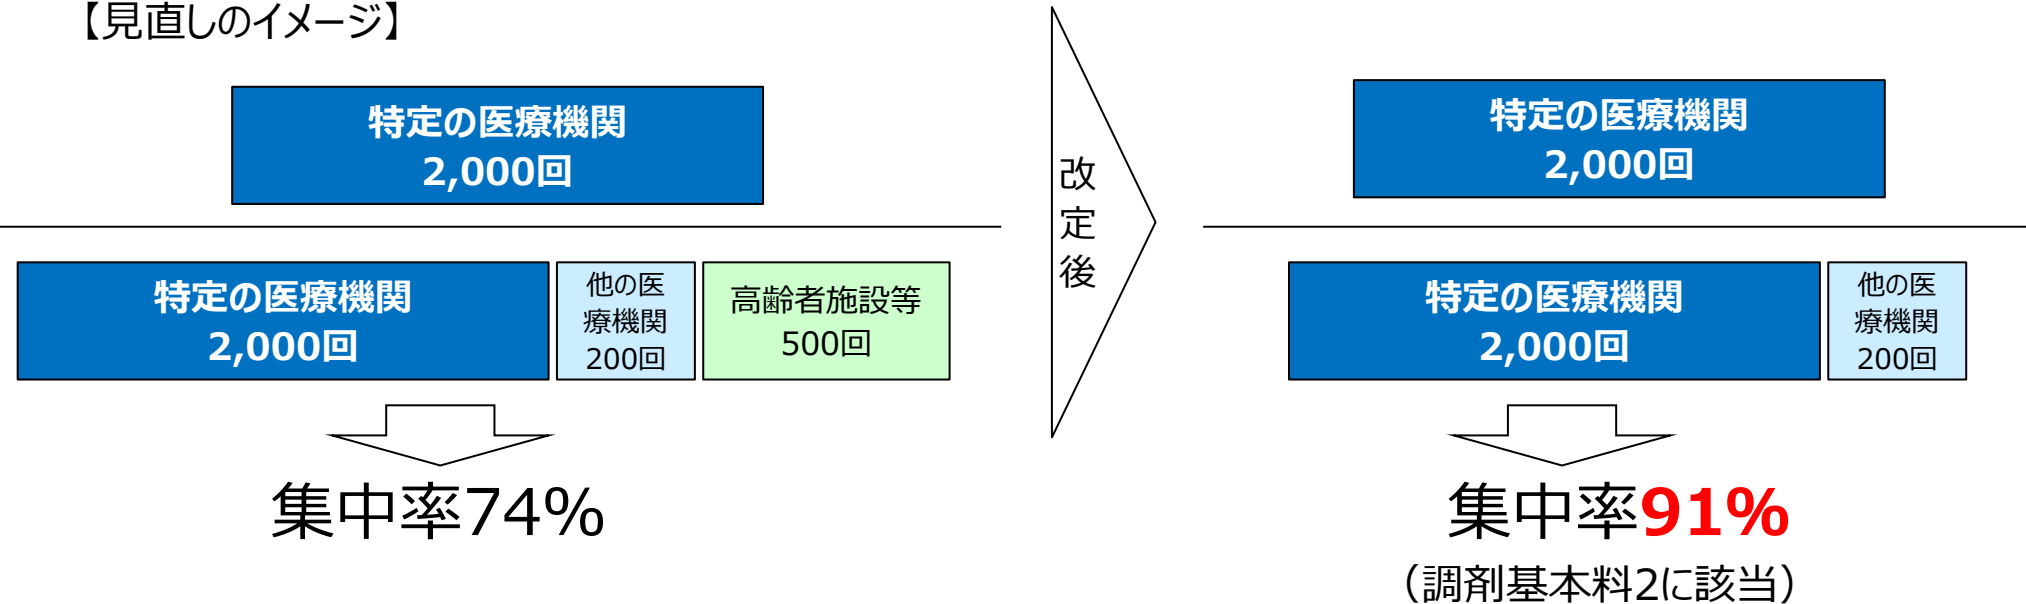 【見直しのイメージ】
特定の医療機関
2,000回
特定の医療機関
2,000回
他の医
療機関
200回
高齢者施設等
500回
集中率74%
改
定
後
特定の医療機関
2,000回
特定の医療機関
2,000回
他の医
療機関
200回
集中率91%
（調剤基本料2に該当）